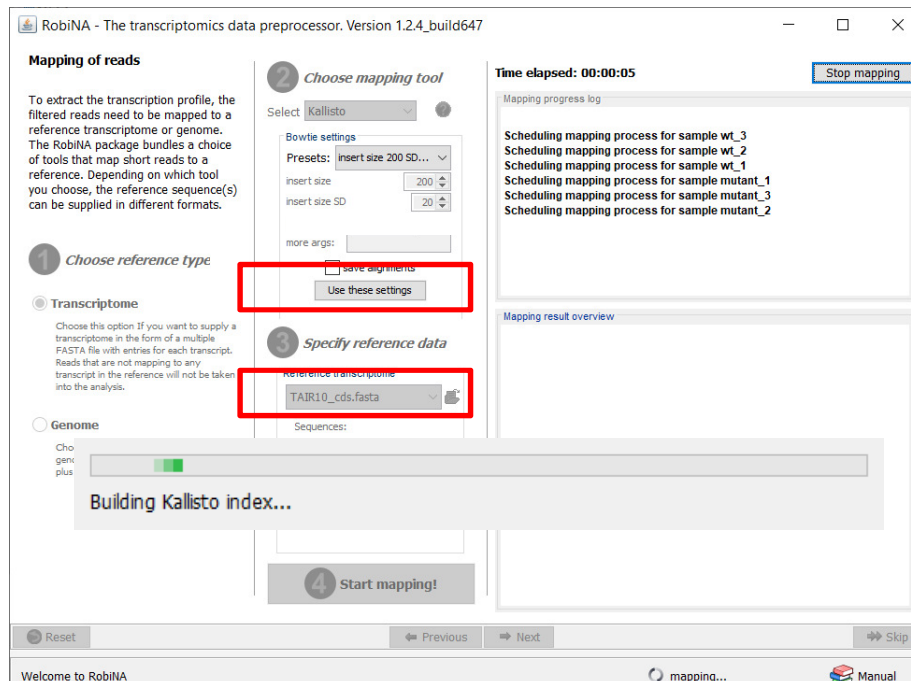 RobiNA - The transcriptomics data preprocessor. Version 1.2.4_build647
Mapping of reads
To extract the transcription profile, the
filtered reads need to be mapped to a
reference transcriptome or genome.
The RobiNA package bundles a choice
of tools that map short reads to a
reference. Depending on which tool
you choose, the reference sequence(s)
can be supplied in different formats.
1 Choose reference type
Transcriptome
Choose this option If you want to supply a
transcriptome in the form of a multiple
FASTA file with entries for each transcript.
Reads that are not mapping to any
transcript in the reference will not be taken
into the analysis.
Genome
Cho
gen
plus
2 Choose mapping tool
Select Kallisto ?
Bowtie settings
Presets: insert size 200 SD...
insert size 200
insert size SD 20
more args:
save alignments
Use these settings
3 Specify reference data
Reference transcriptome
TAIR10_cds.fasta
Sequences:
Building Kallisto index...
4 Start mapping!
Time elapsed: 00:00:05
Stop mapping
Mapping progress log
Scheduling mapping process for sample wt_3
Scheduling mapping process for sample wt_2
Scheduling mapping process for sample wt_1
Scheduling mapping process for sample mutant_1
Scheduling mapping process for sample mutant_3
Scheduling mapping process for sample mutant_2
Mapping result overview
Reset
Previous
Next
Skip
Welcome to RobiNA
mapping...
Manual